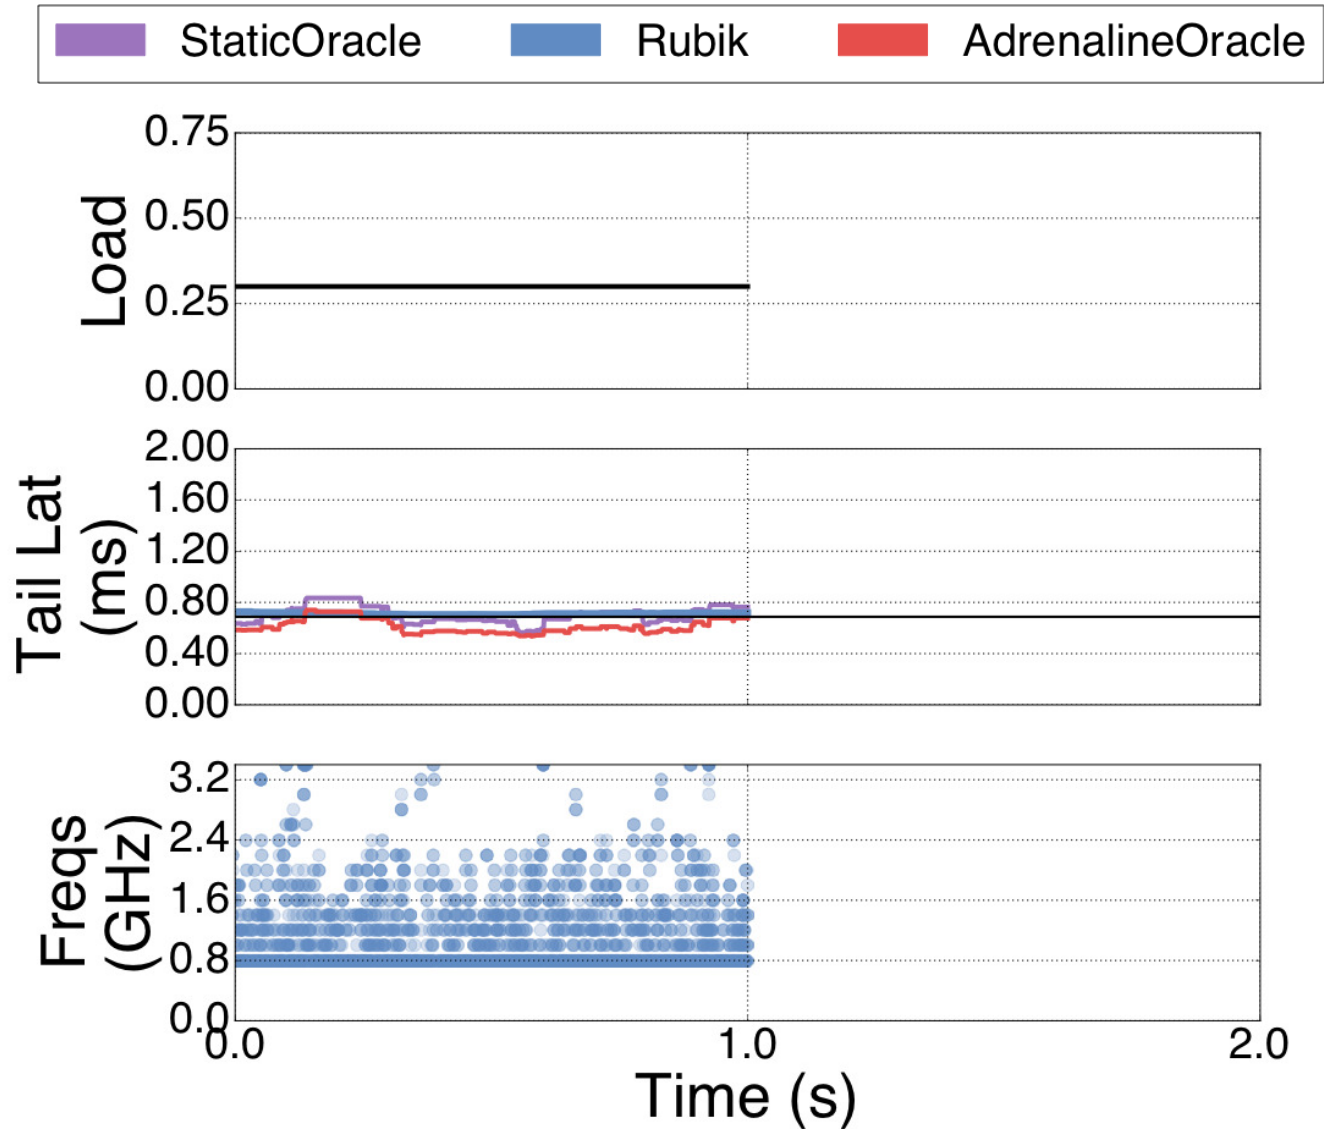 StaticOracle Rubik AdrenalineOracle
0.75
0.50
0.25
0.00
Load
2.00
1.60
1.20
0.80
0.40
0.00
Tail Lat
(ms)
3.2
2.4
1.6
0.8
0.0
Freqs
(GHz)
0.0 1.0 2.0
Time (s)